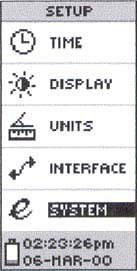 SETUP
TIME
DISPLAY
UNITS
INTERFACE
SYSTEM
02:23:26pm
06-MAR-00